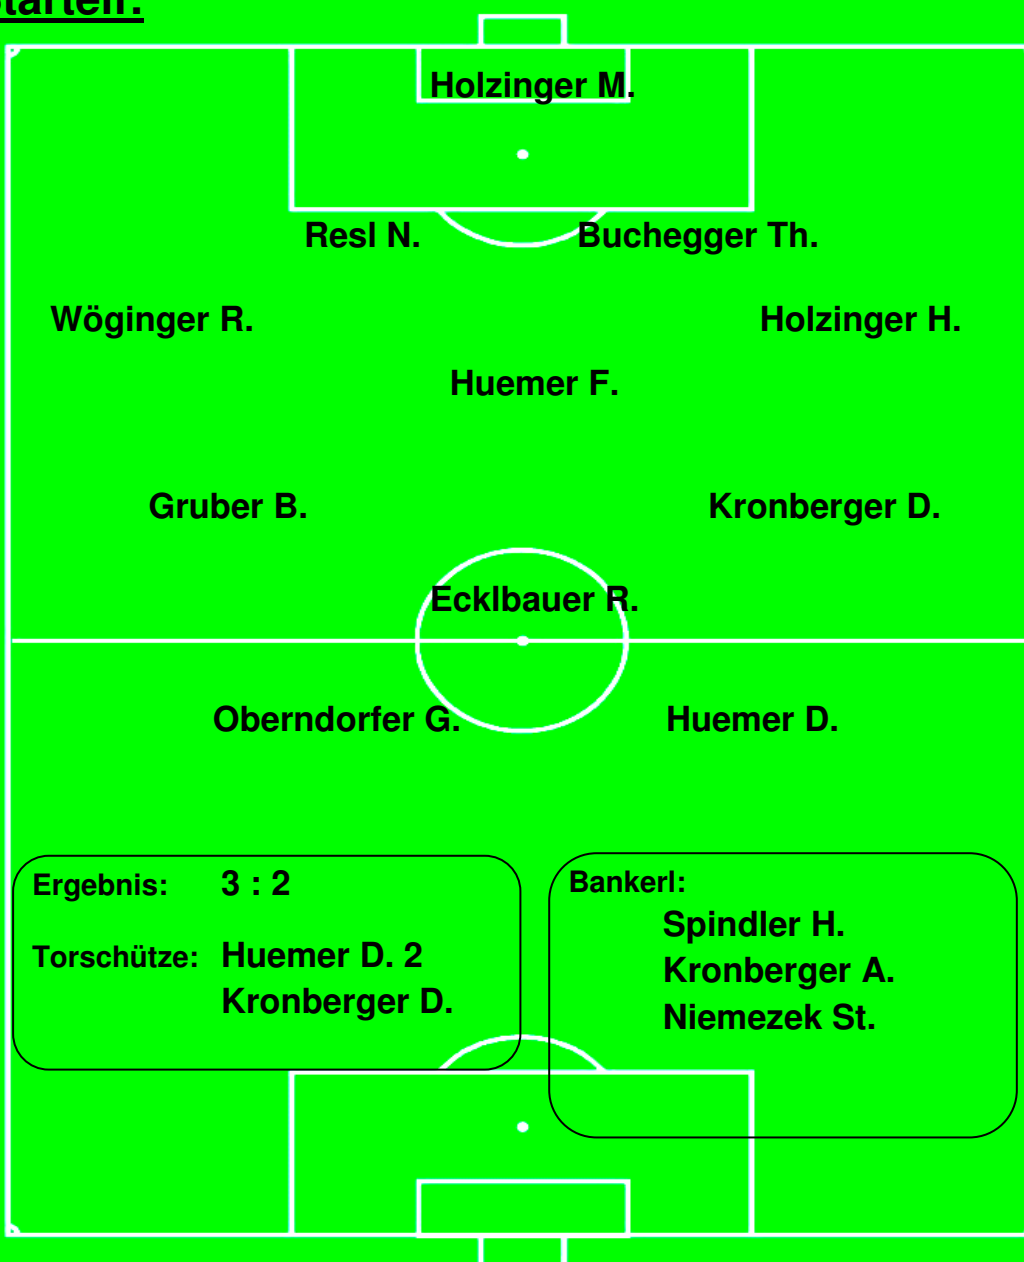 Startelf:
Holzinger M.
Resl N. Buchegger Th.
Wöginger R. Holzinger H.
Huemer F.
Gruber B. Kronberger D.
Ecklbauer R.
Oberndorfer G. Huemer D.
Ergebnis: 3 : 2
Torschütze: Huemer D. 2
Kronberger D.
Bankerl:
Spindler H.
Kronberger A.
Niemezek St.